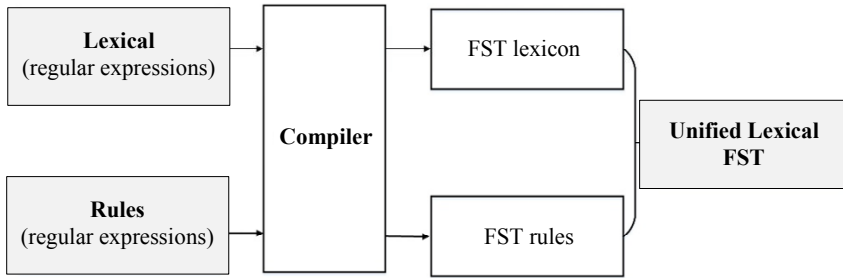 Lexical
(regular expressions)
FST lexicon
Compiler
Unified Lexical
FST
Rules
(regular expressions)
FST rules